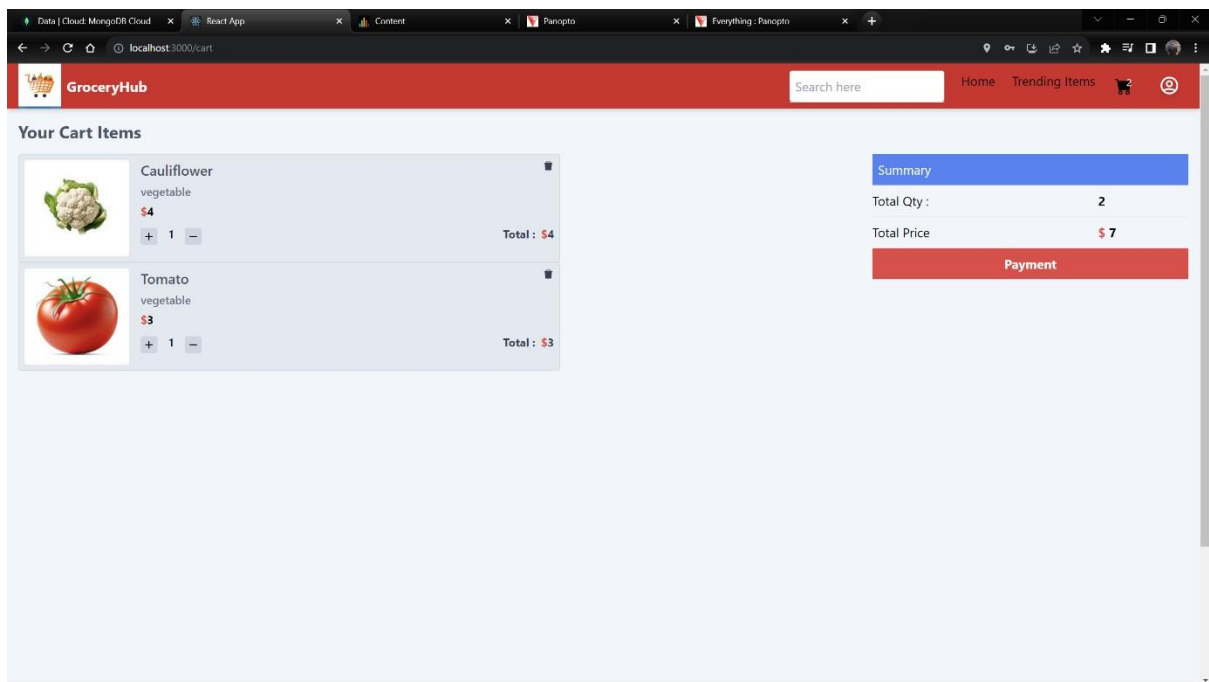 Data | Cloud: MongoDB Cloud
React App
Content
Panopto
Everything : Panopto
localhost:3000/cart
GroceryHub
Search here
Home
Trending Items
2
Your Cart Items
Cauliflower
vegetable
$4
+ 1 –
Total : $4
Tomato
vegetable
$3
+ 1 –
Total : $3
Summary
Total Qty : 2
Total Price $ 7
Payment